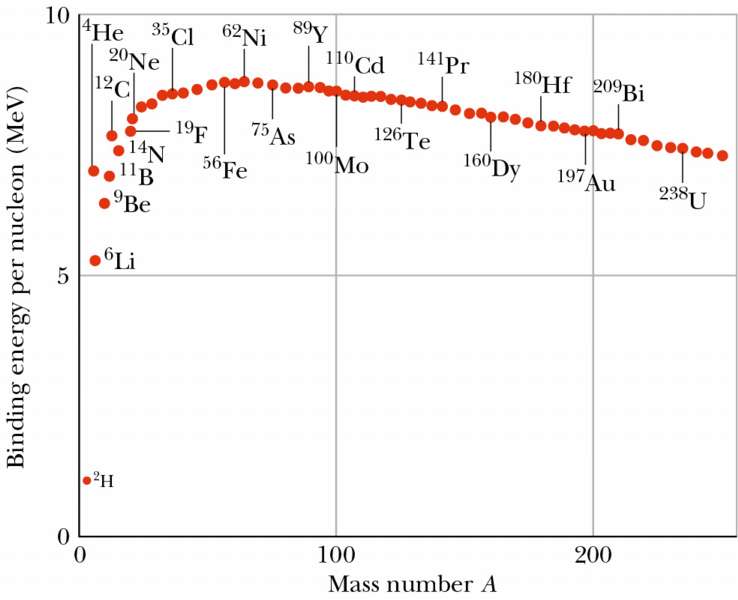 10
⁴He
³⁵Cl
⁶²Ni
⁸⁹Y
²⁰Ne
¹¹⁰Cd
¹⁴¹Pr
¹²C
¹⁸⁰Hf
²⁰⁹Bi
¹⁹F
⁷⁵As
¹²⁶Te
¹⁴N
⁵⁶Fe
¹⁰⁰Mo
¹⁶⁰Dy
¹¹B
¹⁹⁷Au
⁹Be
²³⁸U
⁶Li
5
²H
0
Binding energy per nucleon (MeV)
0 100 200
Mass number A